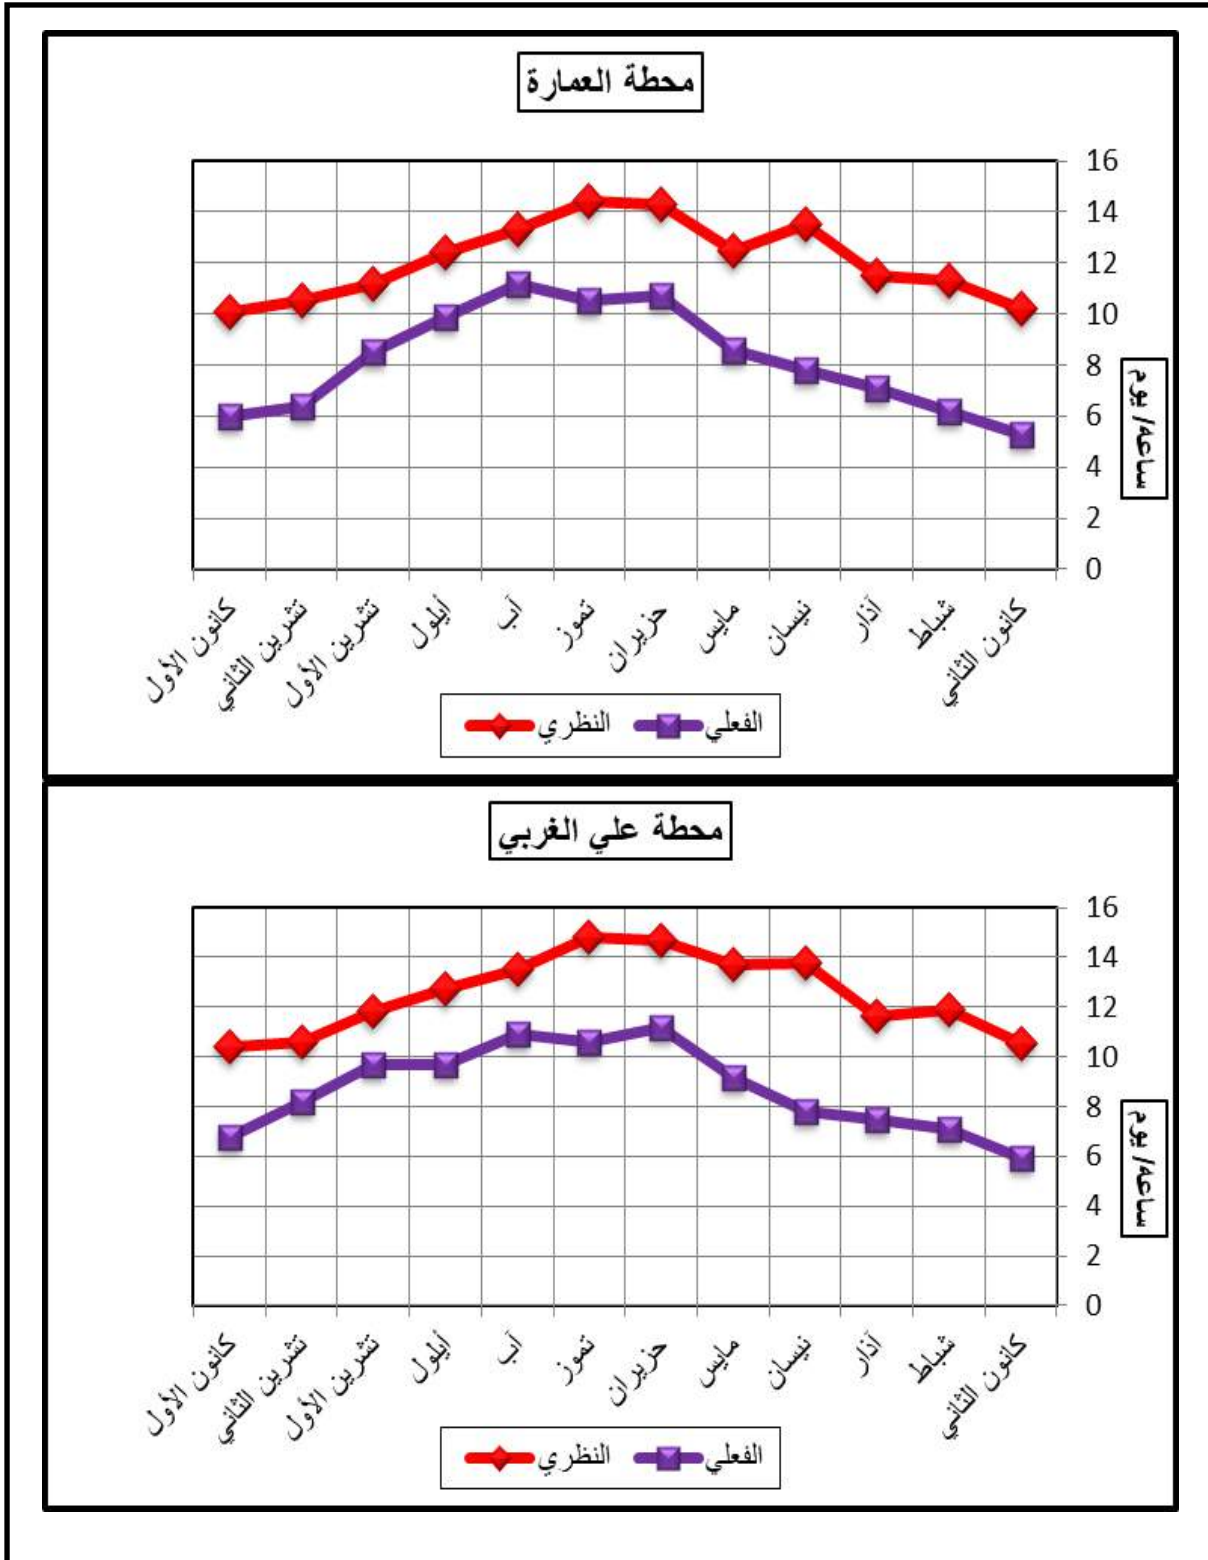 محطة العمارة
16
14
12
10
8
6
4
2
0
ساعة/ يوم
كانون الثاني
شباط
آذار
نيسان
مايس
حزيران
تموز
آب
أيلول
تشرين الأول
تشرين الثاني
كانون الأول
الفعلي
النظري
محطة علي الغربي
16
14
12
10
8
6
4
2
0
ساعة/ يوم
كانون الثاني
شباط
آذار
نيسان
مايس
حزيران
تموز
آب
أيلول
تشرين الأول
تشرين الثاني
كانون الأول
الفعلي
النظري